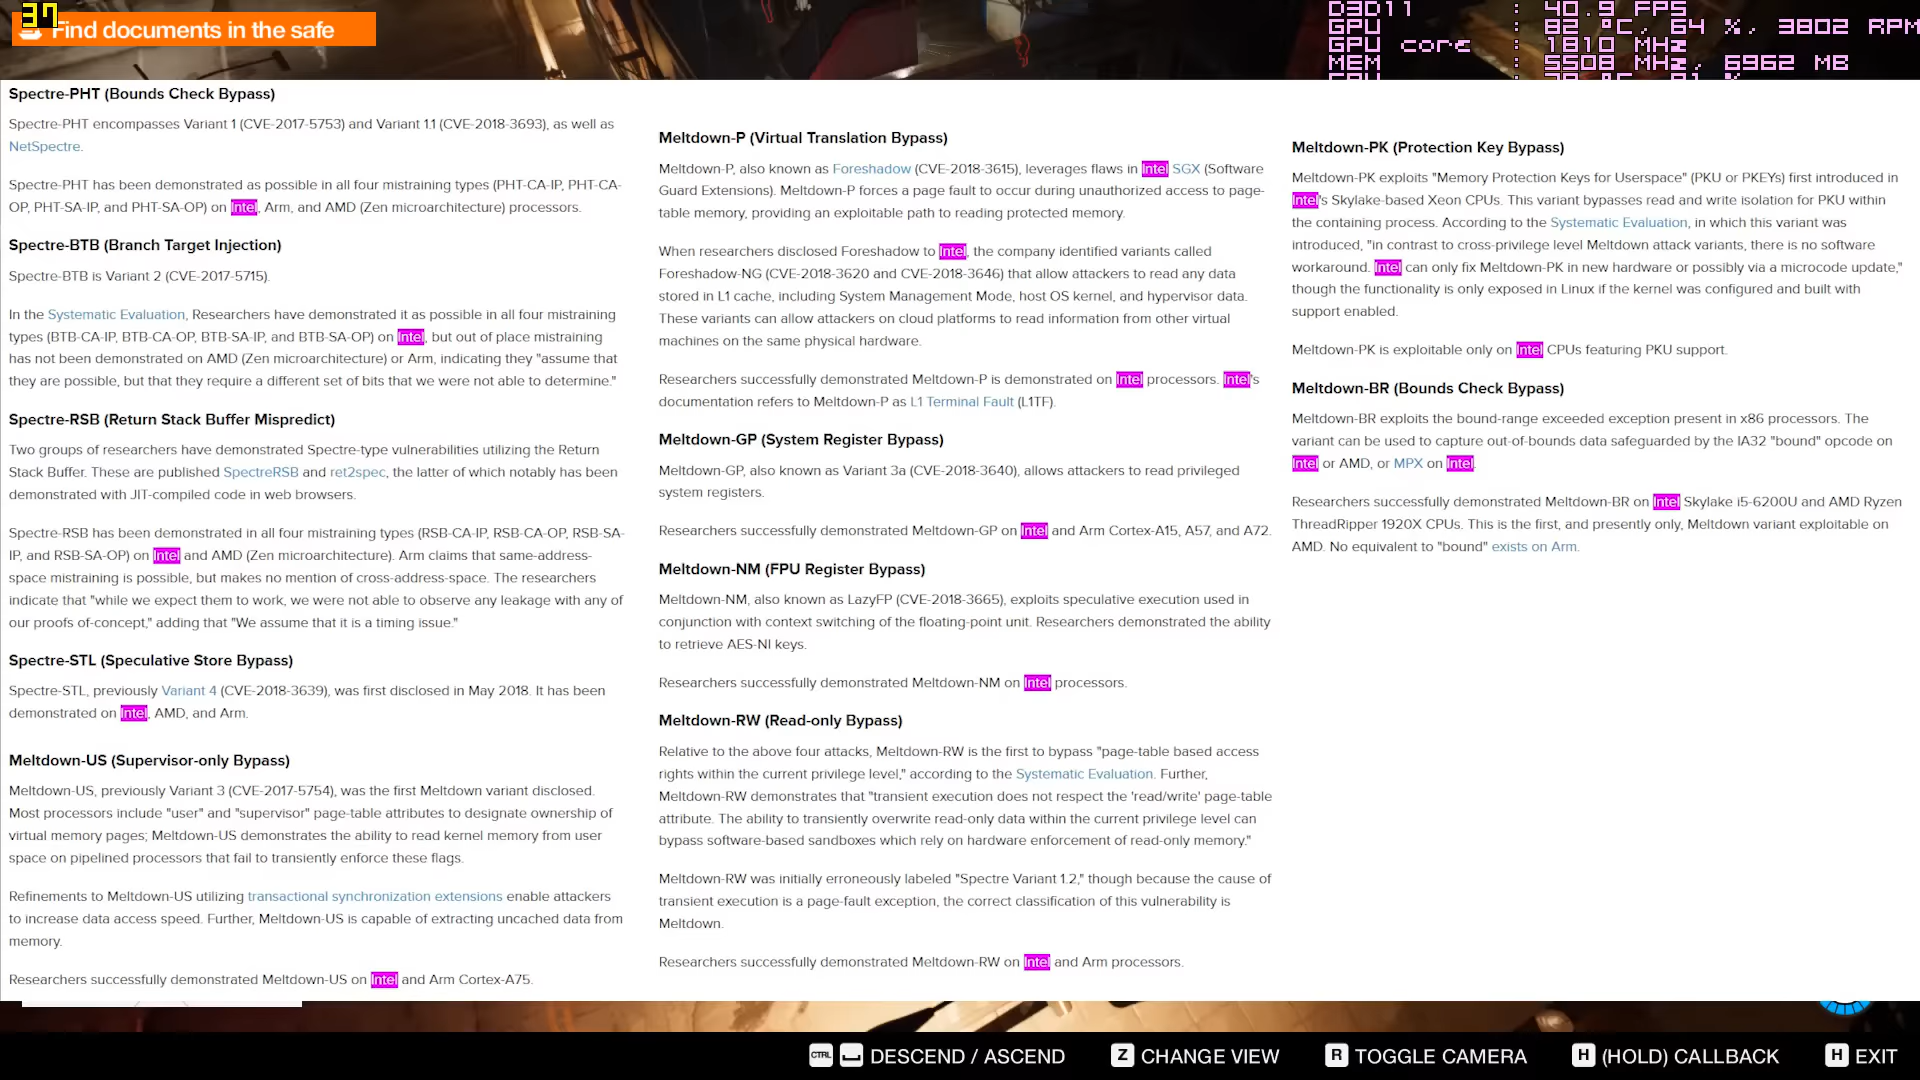 37
Find documents in the safe
D3D11 : 40.9 FPS
GPU : 82 °C, 64 %, 3802 RPM
GPU core : 1810 MHz
MEM : 5508 MHz, 6962 MB
Spectre-PHT (Bounds Check Bypass)
Spectre-PHT encompasses Variant 1 (CVE-2017-5753) and Variant 1.1 (CVE-2018-3693), as well as
NetSpectre.
Spectre-PHT has been demonstrated as possible in all four mistraining types (PHT-CA-IP, PHT-CA-
OP, PHT-SA-IP, and PHT-SA-OP) on Intel, Arm, and AMD (Zen microarchitecture) processors.
Spectre-BTB (Branch Target Injection)
Spectre-BTB is Variant 2 (CVE-2017-5715).
In the Systematic Evaluation, Researchers have demonstrated it as possible in all four mistraining
types (BTB-CA-IP, BTB-CA-OP, BTB-SA-IP, and BTB-SA-OP) on Intel, but out of place mistraining
has not been demonstrated on AMD (Zen microarchitecture) or Arm, indicating they "assume that
they are possible, but that they require a different set of bits that we were not able to determine."
Spectre-RSB (Return Stack Buffer Mispredict)
Two groups of researchers have demonstrated Spectre-type vulnerabilities utilizing the Return
Stack Buffer. These are published SpectreRSB and ret2spec, the latter of which notably has been
demonstrated with JIT-compiled code in web browsers.
Spectre-RSB has been demonstrated in all four mistraining types (RSB-CA-IP, RSB-CA-OP, RSB-SA-
IP, and RSB-SA-OP) on Intel and AMD (Zen microarchitecture). Arm claims that same-address-
space mistraining is possible, but makes no mention of cross-address-space. The researchers
indicate that "while we expect them to work, we were not able to observe any leakage with any of
our proofs of-concept," adding that "We assume that it is a timing issue."
Spectre-STL (Speculative Store Bypass)
Spectre-STL, previously Variant 4 (CVE-2018-3639), was first disclosed in May 2018. It has been
demonstrated on Intel, AMD, and Arm.
Meltdown-US (Supervisor-only Bypass)
Meltdown-US, previously Variant 3 (CVE-2017-5754), was the first Meltdown variant disclosed.
Most processors include "user" and "supervisor" page-table attributes to designate ownership of
virtual memory pages; Meltdown-US demonstrates the ability to read kernel memory from user
space on pipelined processors that fail to transiently enforce these flags.
Refinements to Meltdown-US utilizing transactional synchronization extensions enable attackers
to increase data access speed. Further, Meltdown-US is capable of extracting uncached data from
memory.
Researchers successfully demonstrated Meltdown-US on Intel and Arm Cortex-A75.
Meltdown-P (Virtual Translation Bypass)
Meltdown-P, also known as Foreshadow (CVE-2018-3615), leverages flaws in Intel SGX (Software
Guard Extensions). Meltdown-P forces a page fault to occur during unauthorized access to page-
table memory, providing an exploitable path to reading protected memory.
When researchers disclosed Foreshadow to Intel, the company identified variants called
Foreshadow-NG (CVE-2018-3620 and CVE-2018-3646) that allow attackers to read any data
stored in L1 cache, including System Management Mode, host OS kernel, and hypervisor data.
These variants can allow attackers on cloud platforms to read information from other virtual
machines on the same physical hardware.
Researchers successfully demonstrated Meltdown-P is demonstrated on Intel processors. Intel's
documentation refers to Meltdown-P as L1 Terminal Fault (L1TF).
Meltdown-GP (System Register Bypass)
Meltdown-GP, also known as Variant 3a (CVE-2018-3640), allows attackers to read privileged
system registers.
Researchers successfully demonstrated Meltdown-GP on Intel and Arm Cortex-A15, A57, and A72.
Meltdown-NM (FPU Register Bypass)
Meltdown-NM, also known as LazyFP (CVE-2018-3665), exploits speculative execution used in
conjunction with context switching of the floating-point unit. Researchers demonstrated the ability
to retrieve AES-NI keys.
Researchers successfully demonstrated Meltdown-NM on Intel processors.
Meltdown-RW (Read-only Bypass)
Relative to the above four attacks, Meltdown-RW is the first to bypass "page-table based access
rights within the current privilege level," according to the Systematic Evaluation. Further,
Meltdown-RW demonstrates that "transient execution does not respect the 'read/write' page-table
attribute. The ability to transiently overwrite read-only data within the current privilege level can
bypass software-based sandboxes which rely on hardware enforcement of read-only memory."
Meltdown-RW was initially erroneously labeled "Spectre Variant 1.2," though because the cause of
transient execution is a page-fault exception, the correct classification of this vulnerability is
Meltdown.
Researchers successfully demonstrated Meltdown-RW on Intel and Arm processors.
Meltdown-PK (Protection Key Bypass)
Meltdown-PK exploits "Memory Protection Keys for Userspace" (PKU or PKEYs) first introduced in
Intel's Skylake-based Xeon CPUs. This variant bypasses read and write isolation for PKU within
the containing process. According to the Systematic Evaluation, in which this variant was
introduced, "in contrast to cross-privilege level Meltdown attack variants, there is no software
workaround. Intel can only fix Meltdown-PK in new hardware or possibly via a microcode update,"
though the functionality is only exposed in Linux if the kernel was configured and built with
support enabled.
Meltdown-PK is exploitable only on Intel CPUs featuring PKU support.
Meltdown-BR (Bounds Check Bypass)
Meltdown-BR exploits the bound-range exceeded exception present in x86 processors. The
variant can be used to capture out-of-bounds data safeguarded by the IA32 "bound" opcode on
Intel or AMD, or MPX on Intel.
Researchers successfully demonstrated Meltdown-BR on Intel Skylake i5-6200U and AMD Ryzen
ThreadRipper 1920X CPUs. This is the first, and presently only, Meltdown variant exploitable on
AMD. No equivalent to "bound" exists on Arm.
CTRL DESCEND / ASCEND Z CHANGE VIEW R TOGGLE CAMERA H (HOLD) CALLBACK H EXIT